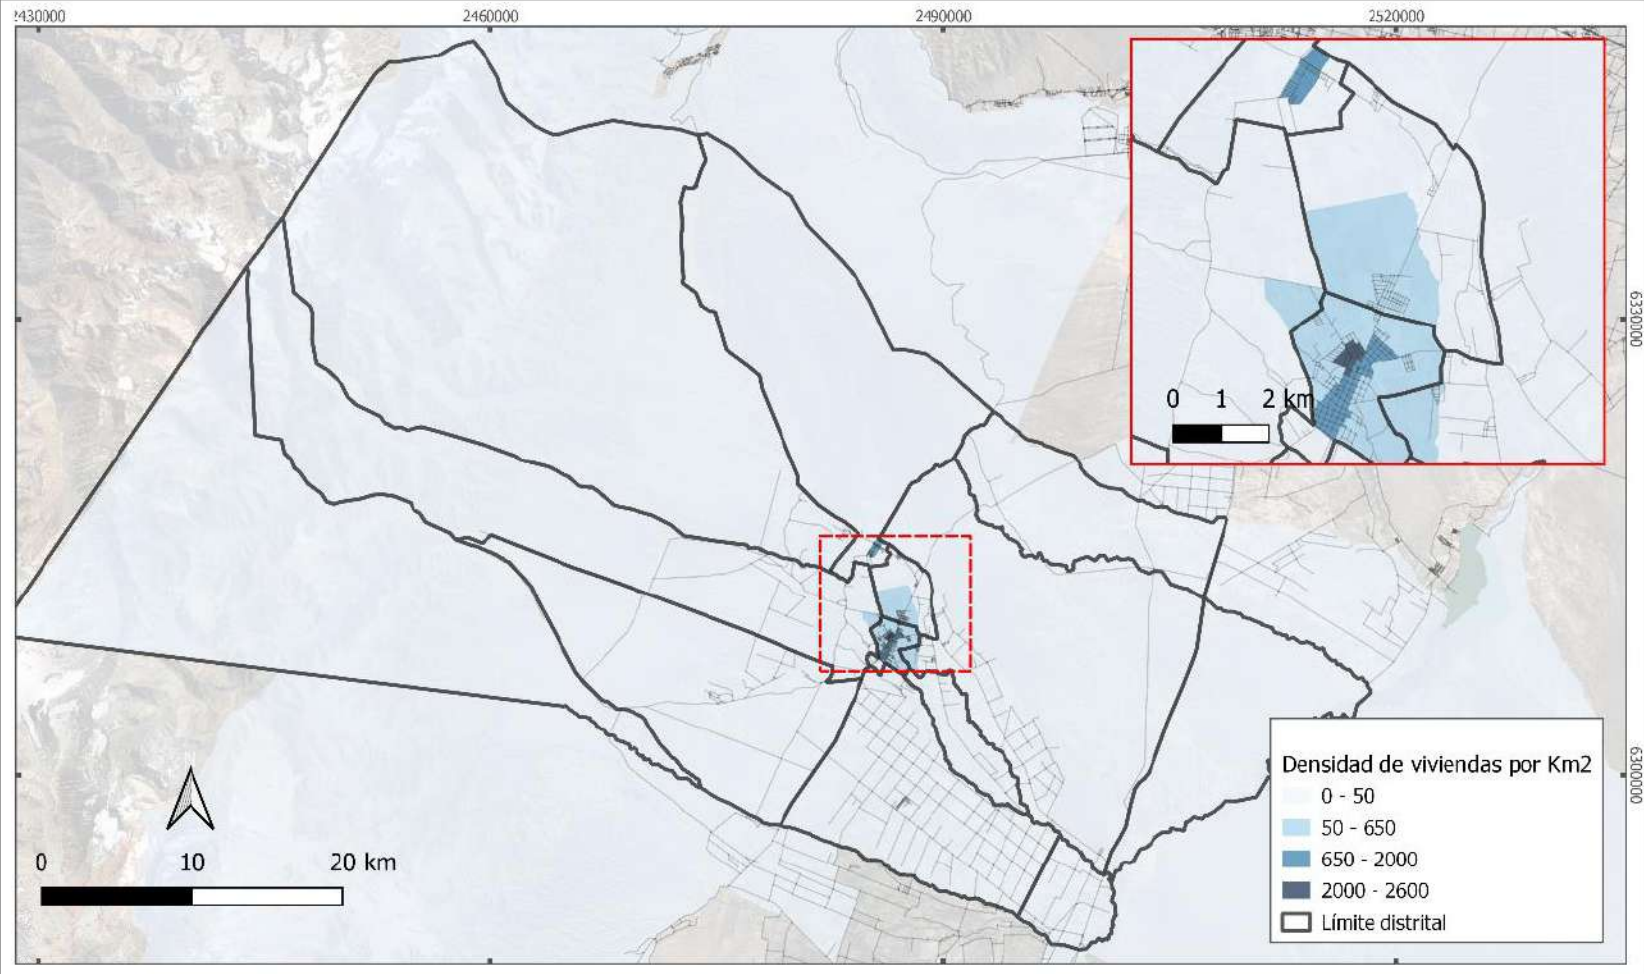 2430000
2460000
2490000
2520000
6330000
0 1 2 km
6300000
Densidad de viviendas por Km2
0 - 50
50 - 650
650 - 2000
2000 - 2600
Límite distrital
0 10 20 km